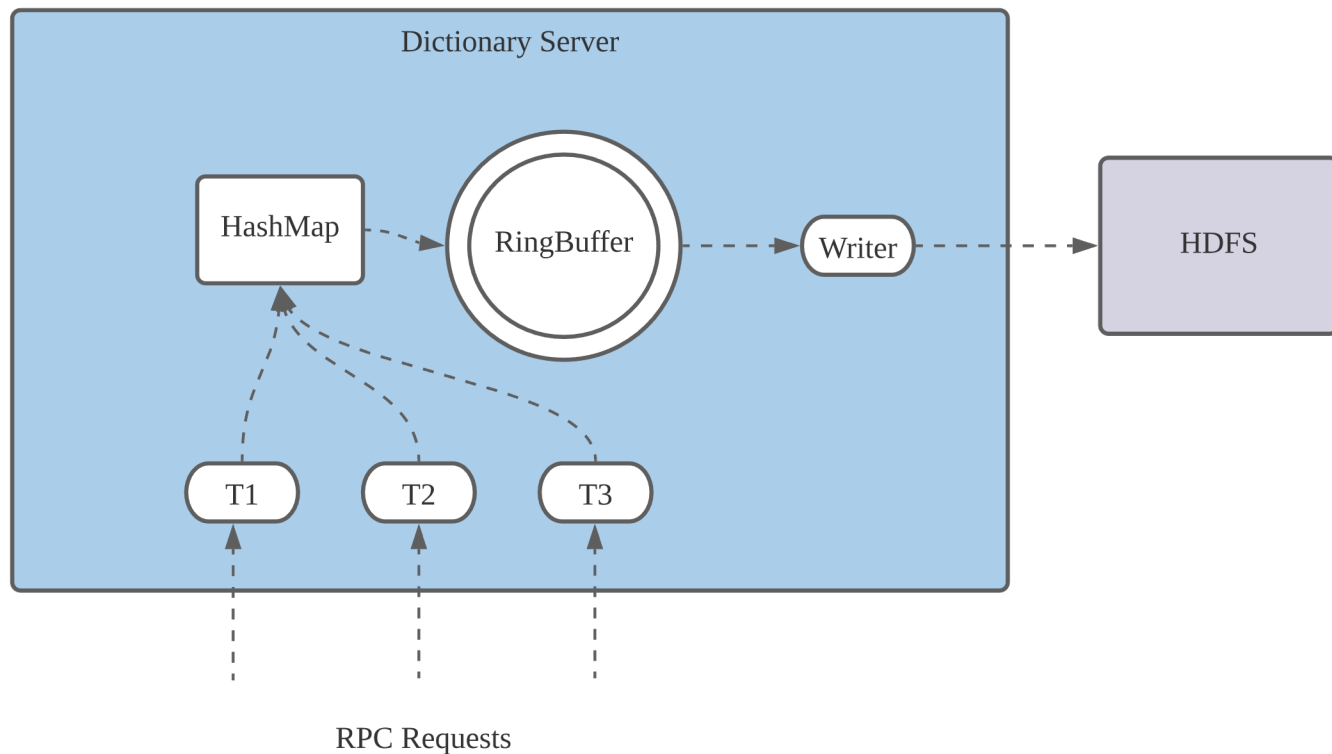 Dictionary Server
HashMap
RingBuffer
Writer
HDFS
T1
T2
T3
RPC Requests